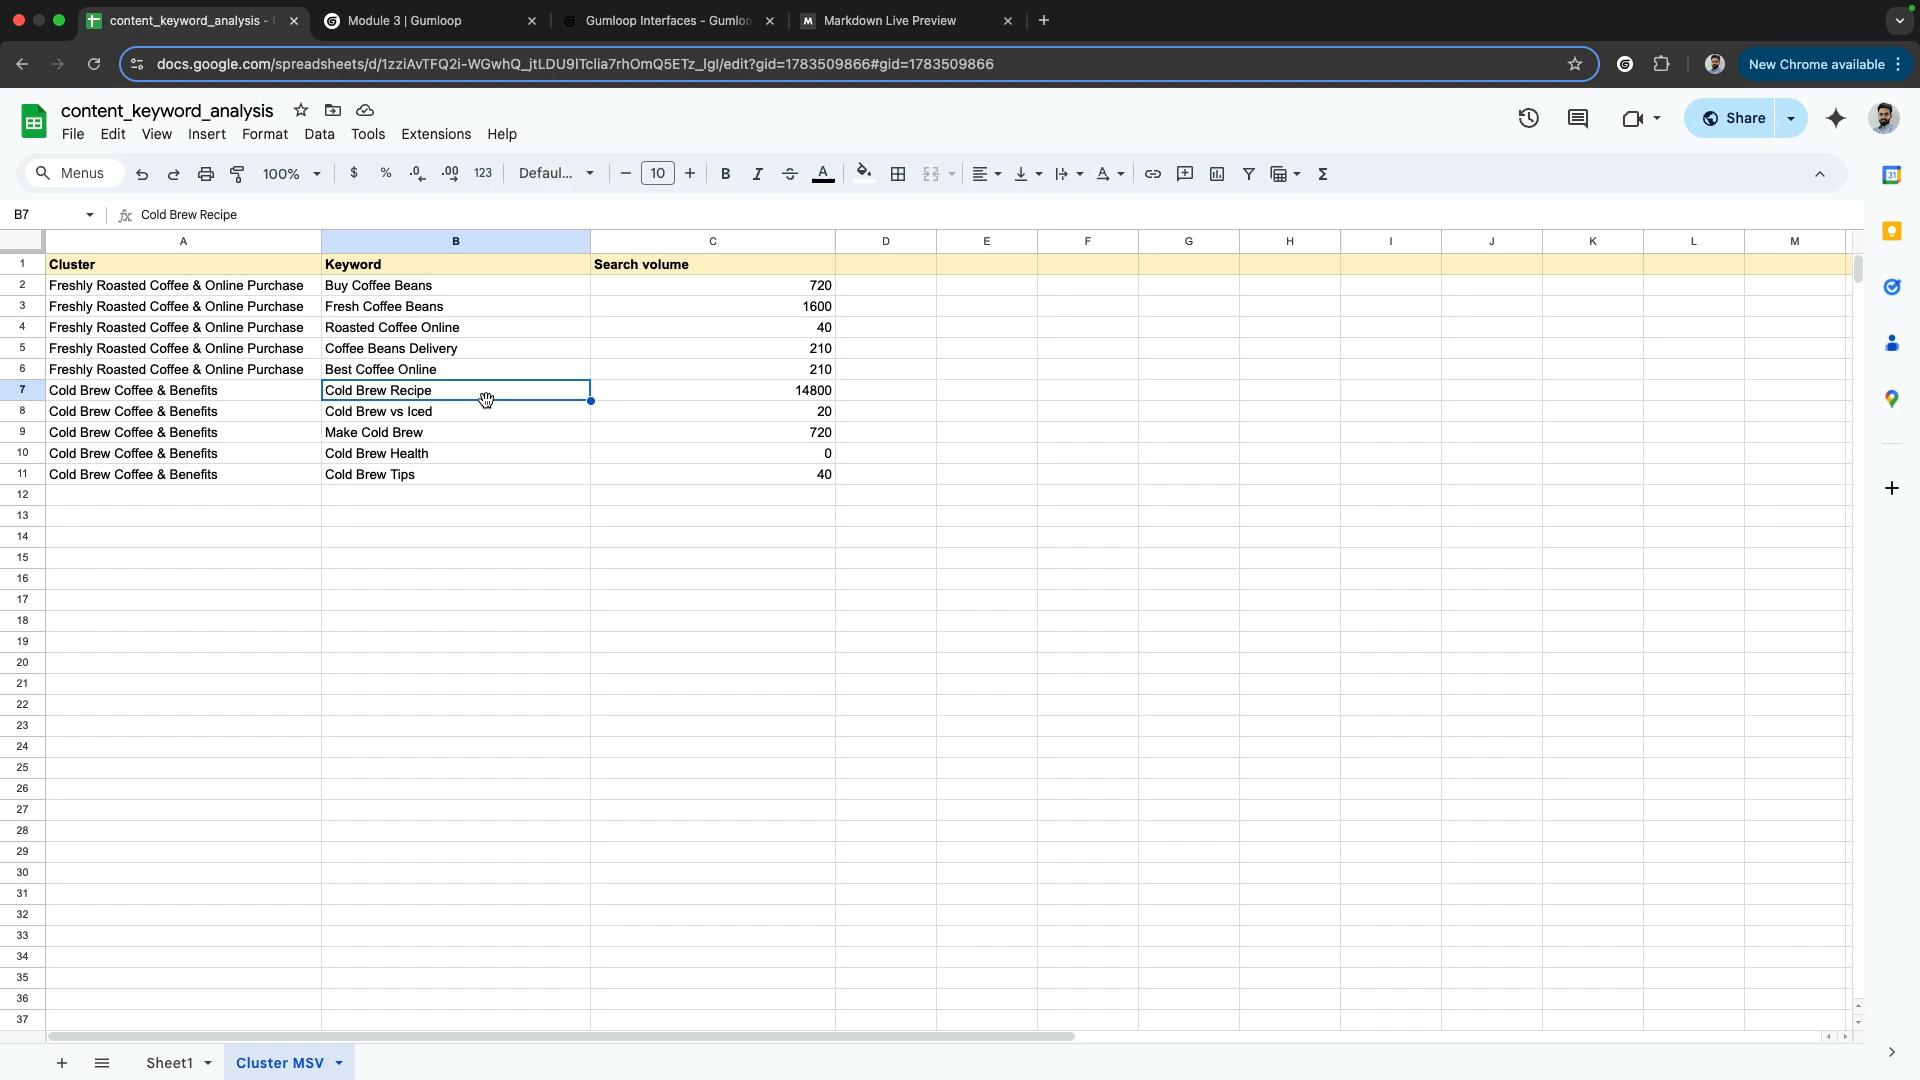 content_keyword_analysis -
Module 3 | Gumloop
Gumloop Interfaces - Gumloo
Markdown Live Preview
docs.google.com/spreadsheets/d/1zziAvTFQ2i-WGwhQ_jtLDU9ITclia7rhOmQ5ETz_lgI/edit?gid=1783509866#gid=1783509866
New Chrome available
content_keyword_analysis
Share
File Edit View Insert Format Data Tools Extensions Help
Menus 100% $ % .0 .00 123 Defaul... 10 B I A
31
B7 fx Cold Brew Recipe
A B C D E F G H I J K L M
1 Cluster Keyword Search volume
2 Freshly Roasted Coffee & Online Purchase Buy Coffee Beans 720
3 Freshly Roasted Coffee & Online Purchase Fresh Coffee Beans 1600
4 Freshly Roasted Coffee & Online Purchase Roasted Coffee Online 40
5 Freshly Roasted Coffee & Online Purchase Coffee Beans Delivery 210
6 Freshly Roasted Coffee & Online Purchase Best Coffee Online 210
7 Cold Brew Coffee & Benefits Cold Brew Recipe 14800
8 Cold Brew Coffee & Benefits Cold Brew vs Iced 20
9 Cold Brew Coffee & Benefits Make Cold Brew 720
10 Cold Brew Coffee & Benefits Cold Brew Health 0
11 Cold Brew Coffee & Benefits Cold Brew Tips 40
12
13
14
15
16
17
18
19
20
21
22
23
24
25
26
27
28
29
30
31
32
33
34
35
36
37
Sheet1 Cluster MSV